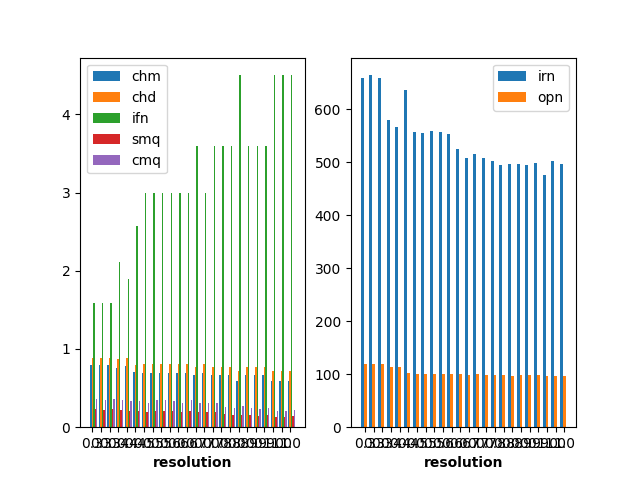 chm
chd
ifn
smq
cmq
irn
opn
4
3
2
1
0
600
500
400
300
200
100
0
resolution
resolution